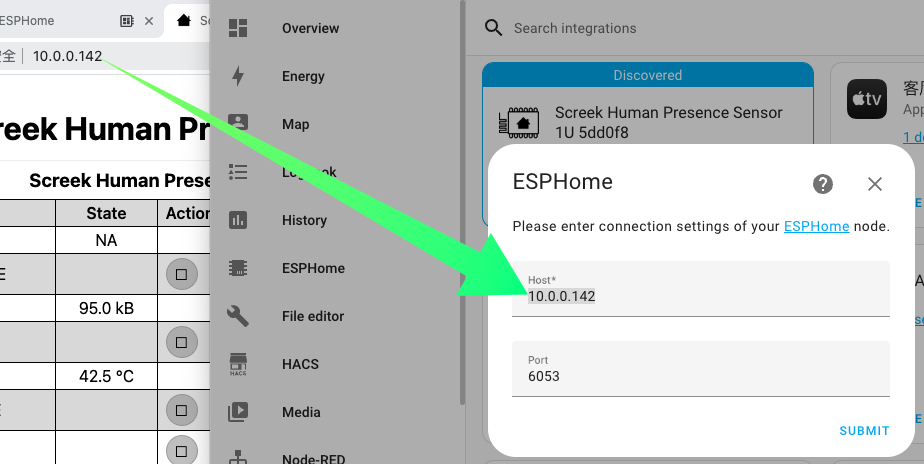 ESPHome
安全 | 10.0.0.142
reek Human Pr
Screek Human Prese
State
Action
NA
E
95.0 kB
42.5 °C
E
Overview
Energy
Map
Logbook
History
ESPHome
File editor
HACS
HACS
Media
Node-RED
Search integrations
Discovered
Screek Human Presence Sensor
1U 5dd0f8
tv
客
App
1 de
ESPHome
Please enter connection settings of your ESPHome node.
Host*
10.0.0.142
Port
6053
SUBMIT